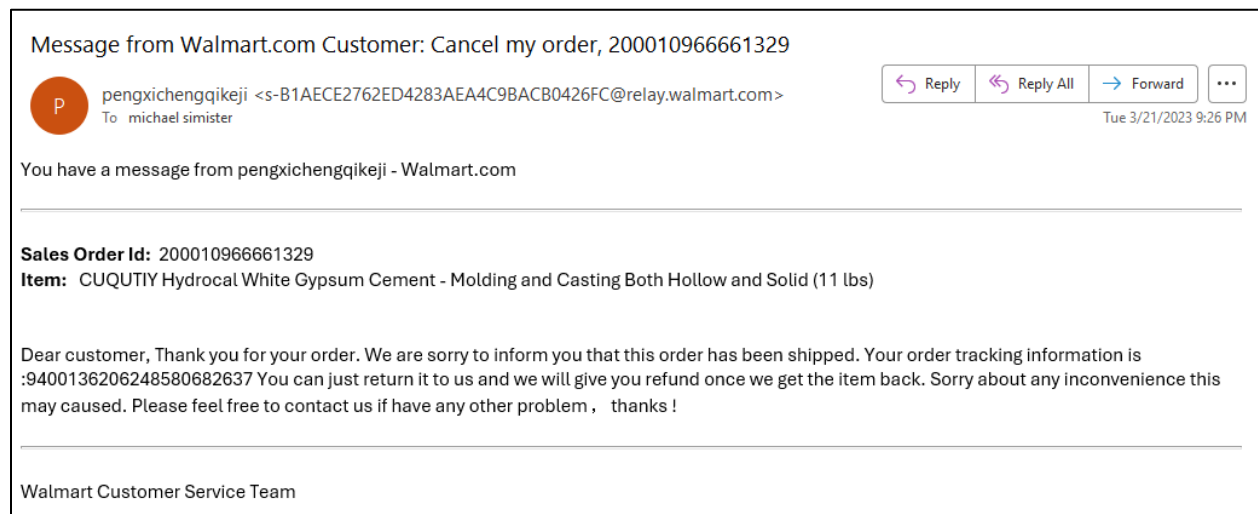 Message from Walmart.com Customer: Cancel my order, 200010966661329
P
pengxichengqikeji <s-B1AECE2762ED4283AEA4C9BACB0426FC@relay.walmart.com>
To michael simister
Reply
Reply All
Forward
...
Tue 3/21/2023 9:26 PM
You have a message from pengxichengqikeji - Walmart.com
Sales Order Id: 200010966661329
Item: CUQUTIY Hydrocal White Gypsum Cement - Molding and Casting Both Hollow and Solid (11 lbs)
Dear customer, Thank you for your order. We are sorry to inform you that this order has been shipped. Your order tracking information is
:9400136206248580682637 You can just return it to us and we will give you refund once we get the item back. Sorry about any inconvenience this
may caused. Please feel free to contact us if have any other problem，thanks !
Walmart Customer Service Team